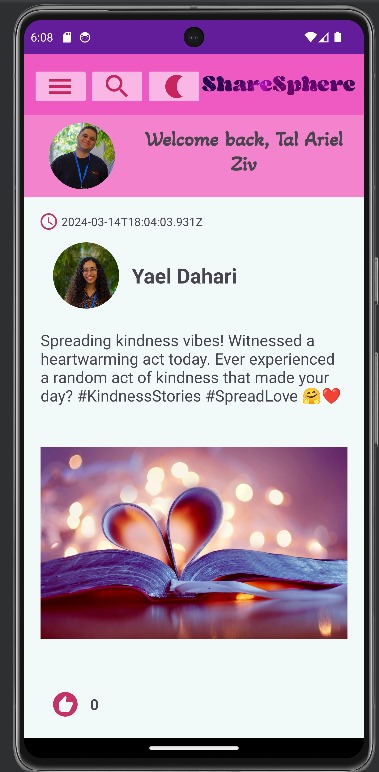 6:08
ShareSphere
Welcome back, Tal Ariel
Ziv
2024-03-14T18:04:03.931Z
Yael Dahari
Spreading kindness vibes! Witnessed a
heartwarming act today. Ever experienced
a random act of kindness that made your
day? #KindnessStories #SpreadLove 🤗❤️
0